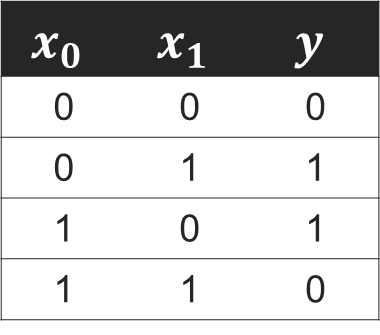 x₀ x₁ y
0 0 0
0 1 1
1 0 1
1 1 0